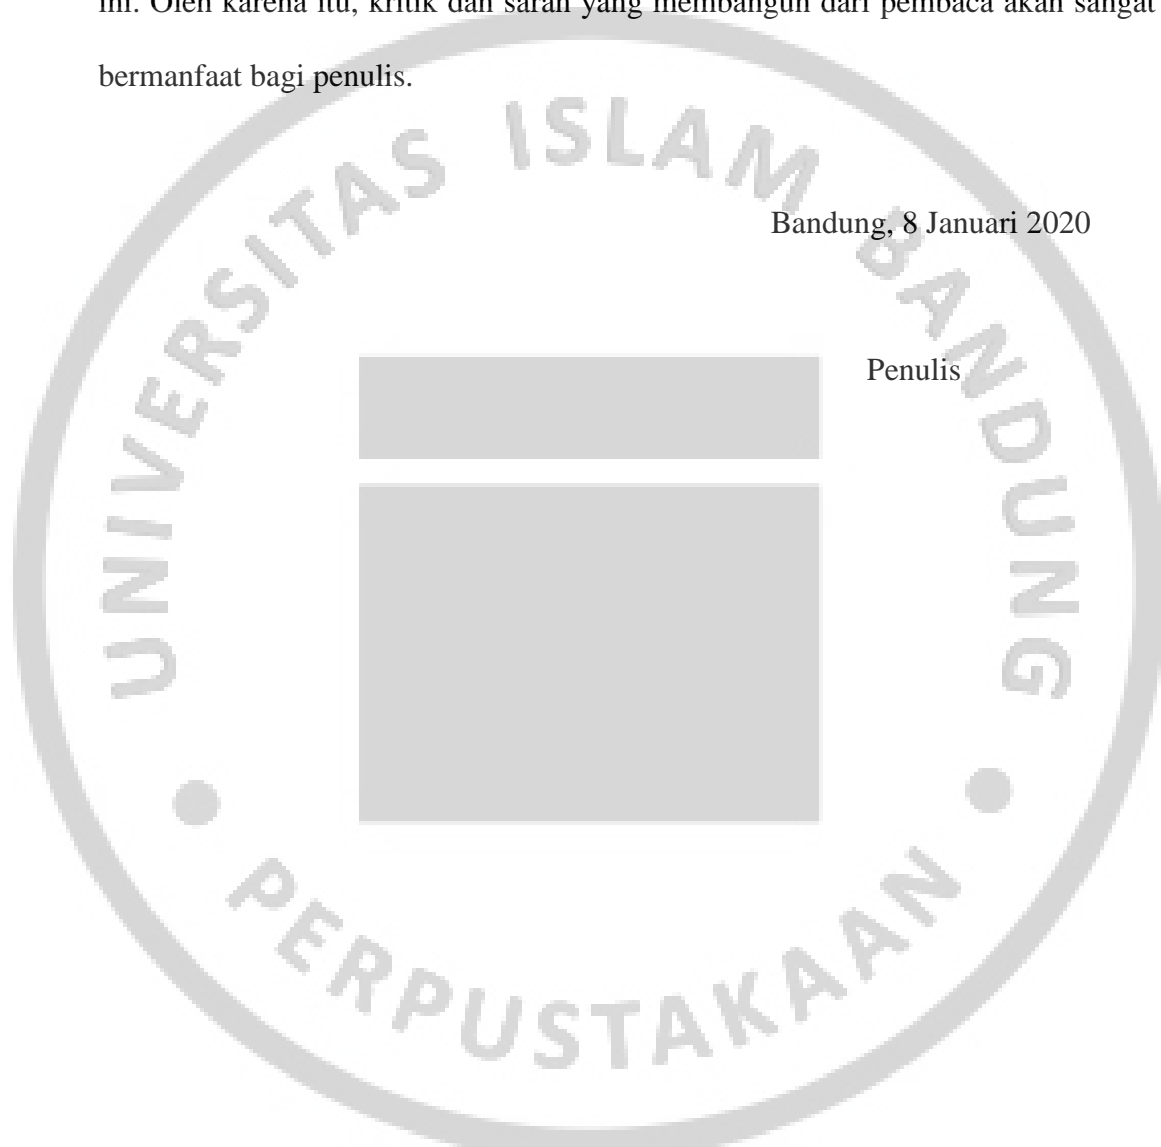 ini. Oleh karena itu, kritik dan saran yang membangun dari pembaca akan sangat
bermanfaat bagi penulis.
UNIVERSITAS ISLAM BANDUNG
Bandung, 8 Januari 2020
Penulis
PERPUSTAKAAN